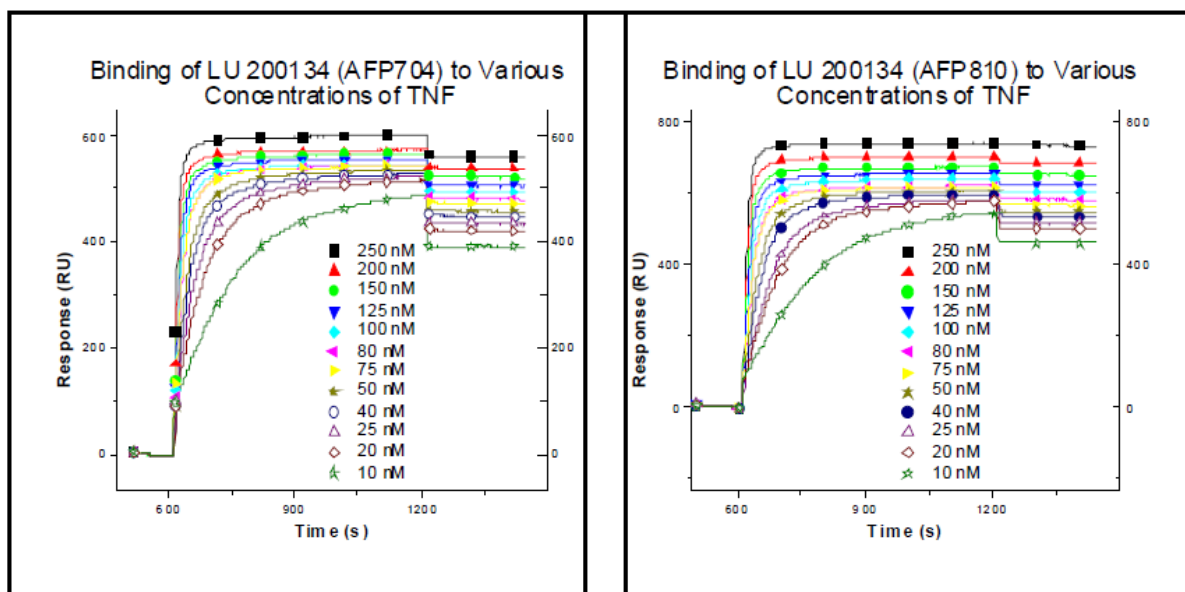 Binding of LU 200134 (AFP704) to Various
Concentrations of TNF
600
400
200
0
600
400
200
0
Response (RU)
250 nM
200 nM
150 nM
125 nM
100 nM
80 nM
75 nM
50 nM
40 nM
25 nM
20 nM
10 nM
600
900
1200
Time (s)
Binding of LU 200134 (AFP810) to Various
Concentrations of TNF
800
400
0
800
400
0
Response (RU)
250 nM
200 nM
150 nM
125 nM
100 nM
80 nM
75 nM
50 nM
40 nM
25 nM
20 nM
10 nM
600
900
1200
Time (s)